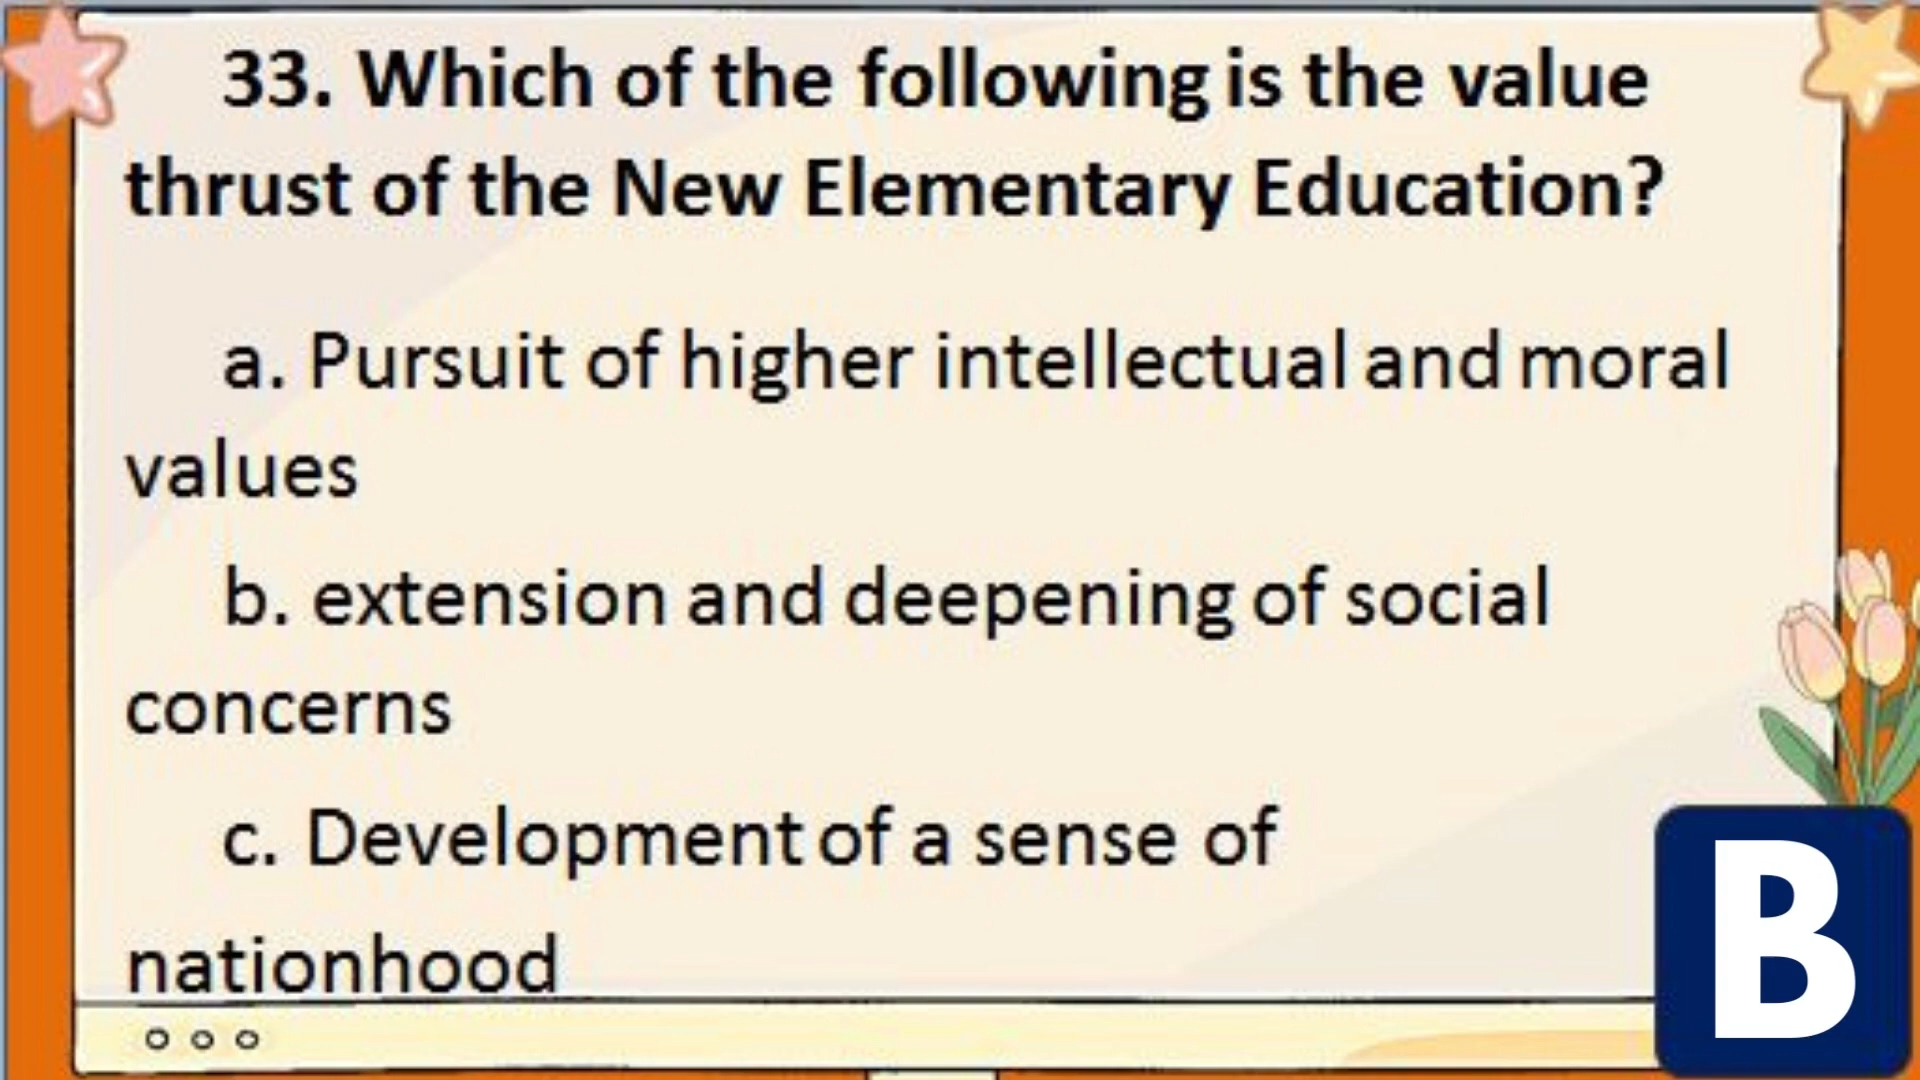 33. Which of the following is the value
thrust of the New Elementary Education?
a. Pursuit of higher intellectual and moral
values
b. extension and deepening of social
concerns
c. Development of a sense of
nationhood
B